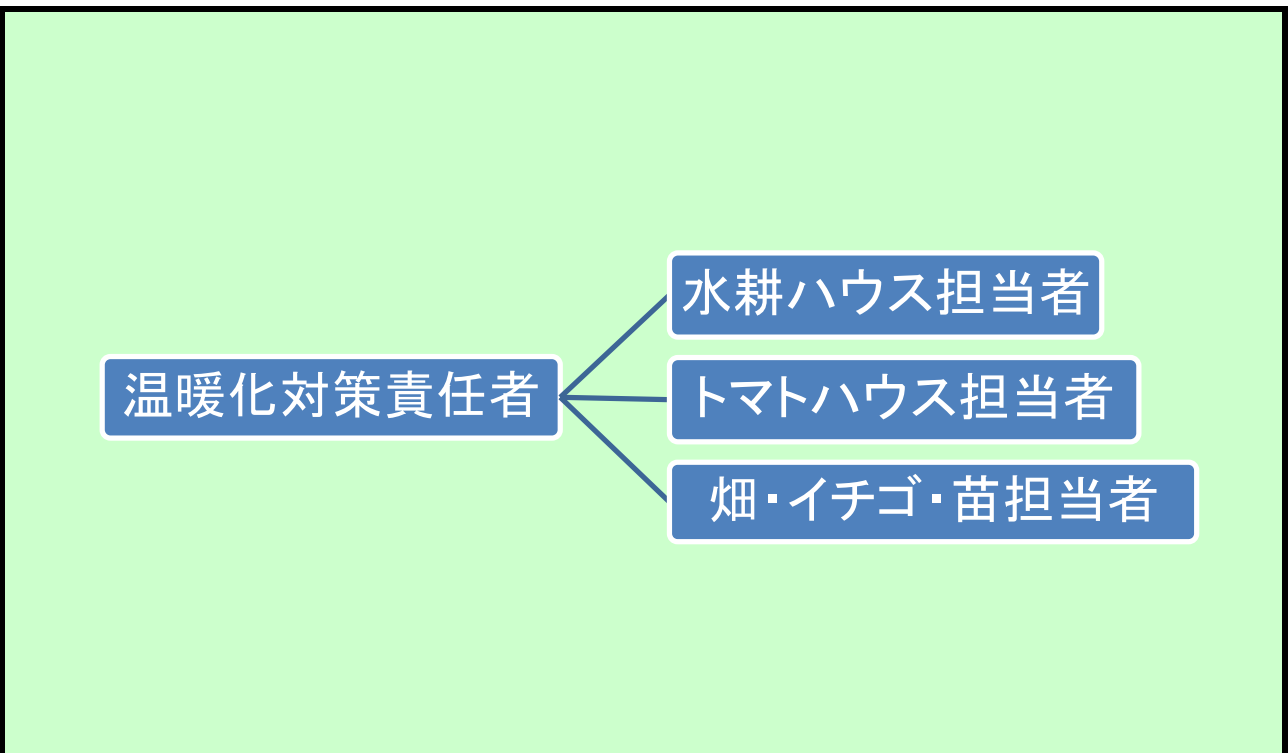 温暖化対策責任者
水耕ハウス担当者
トマトハウス担当者
畑・イチゴ・苗担当者